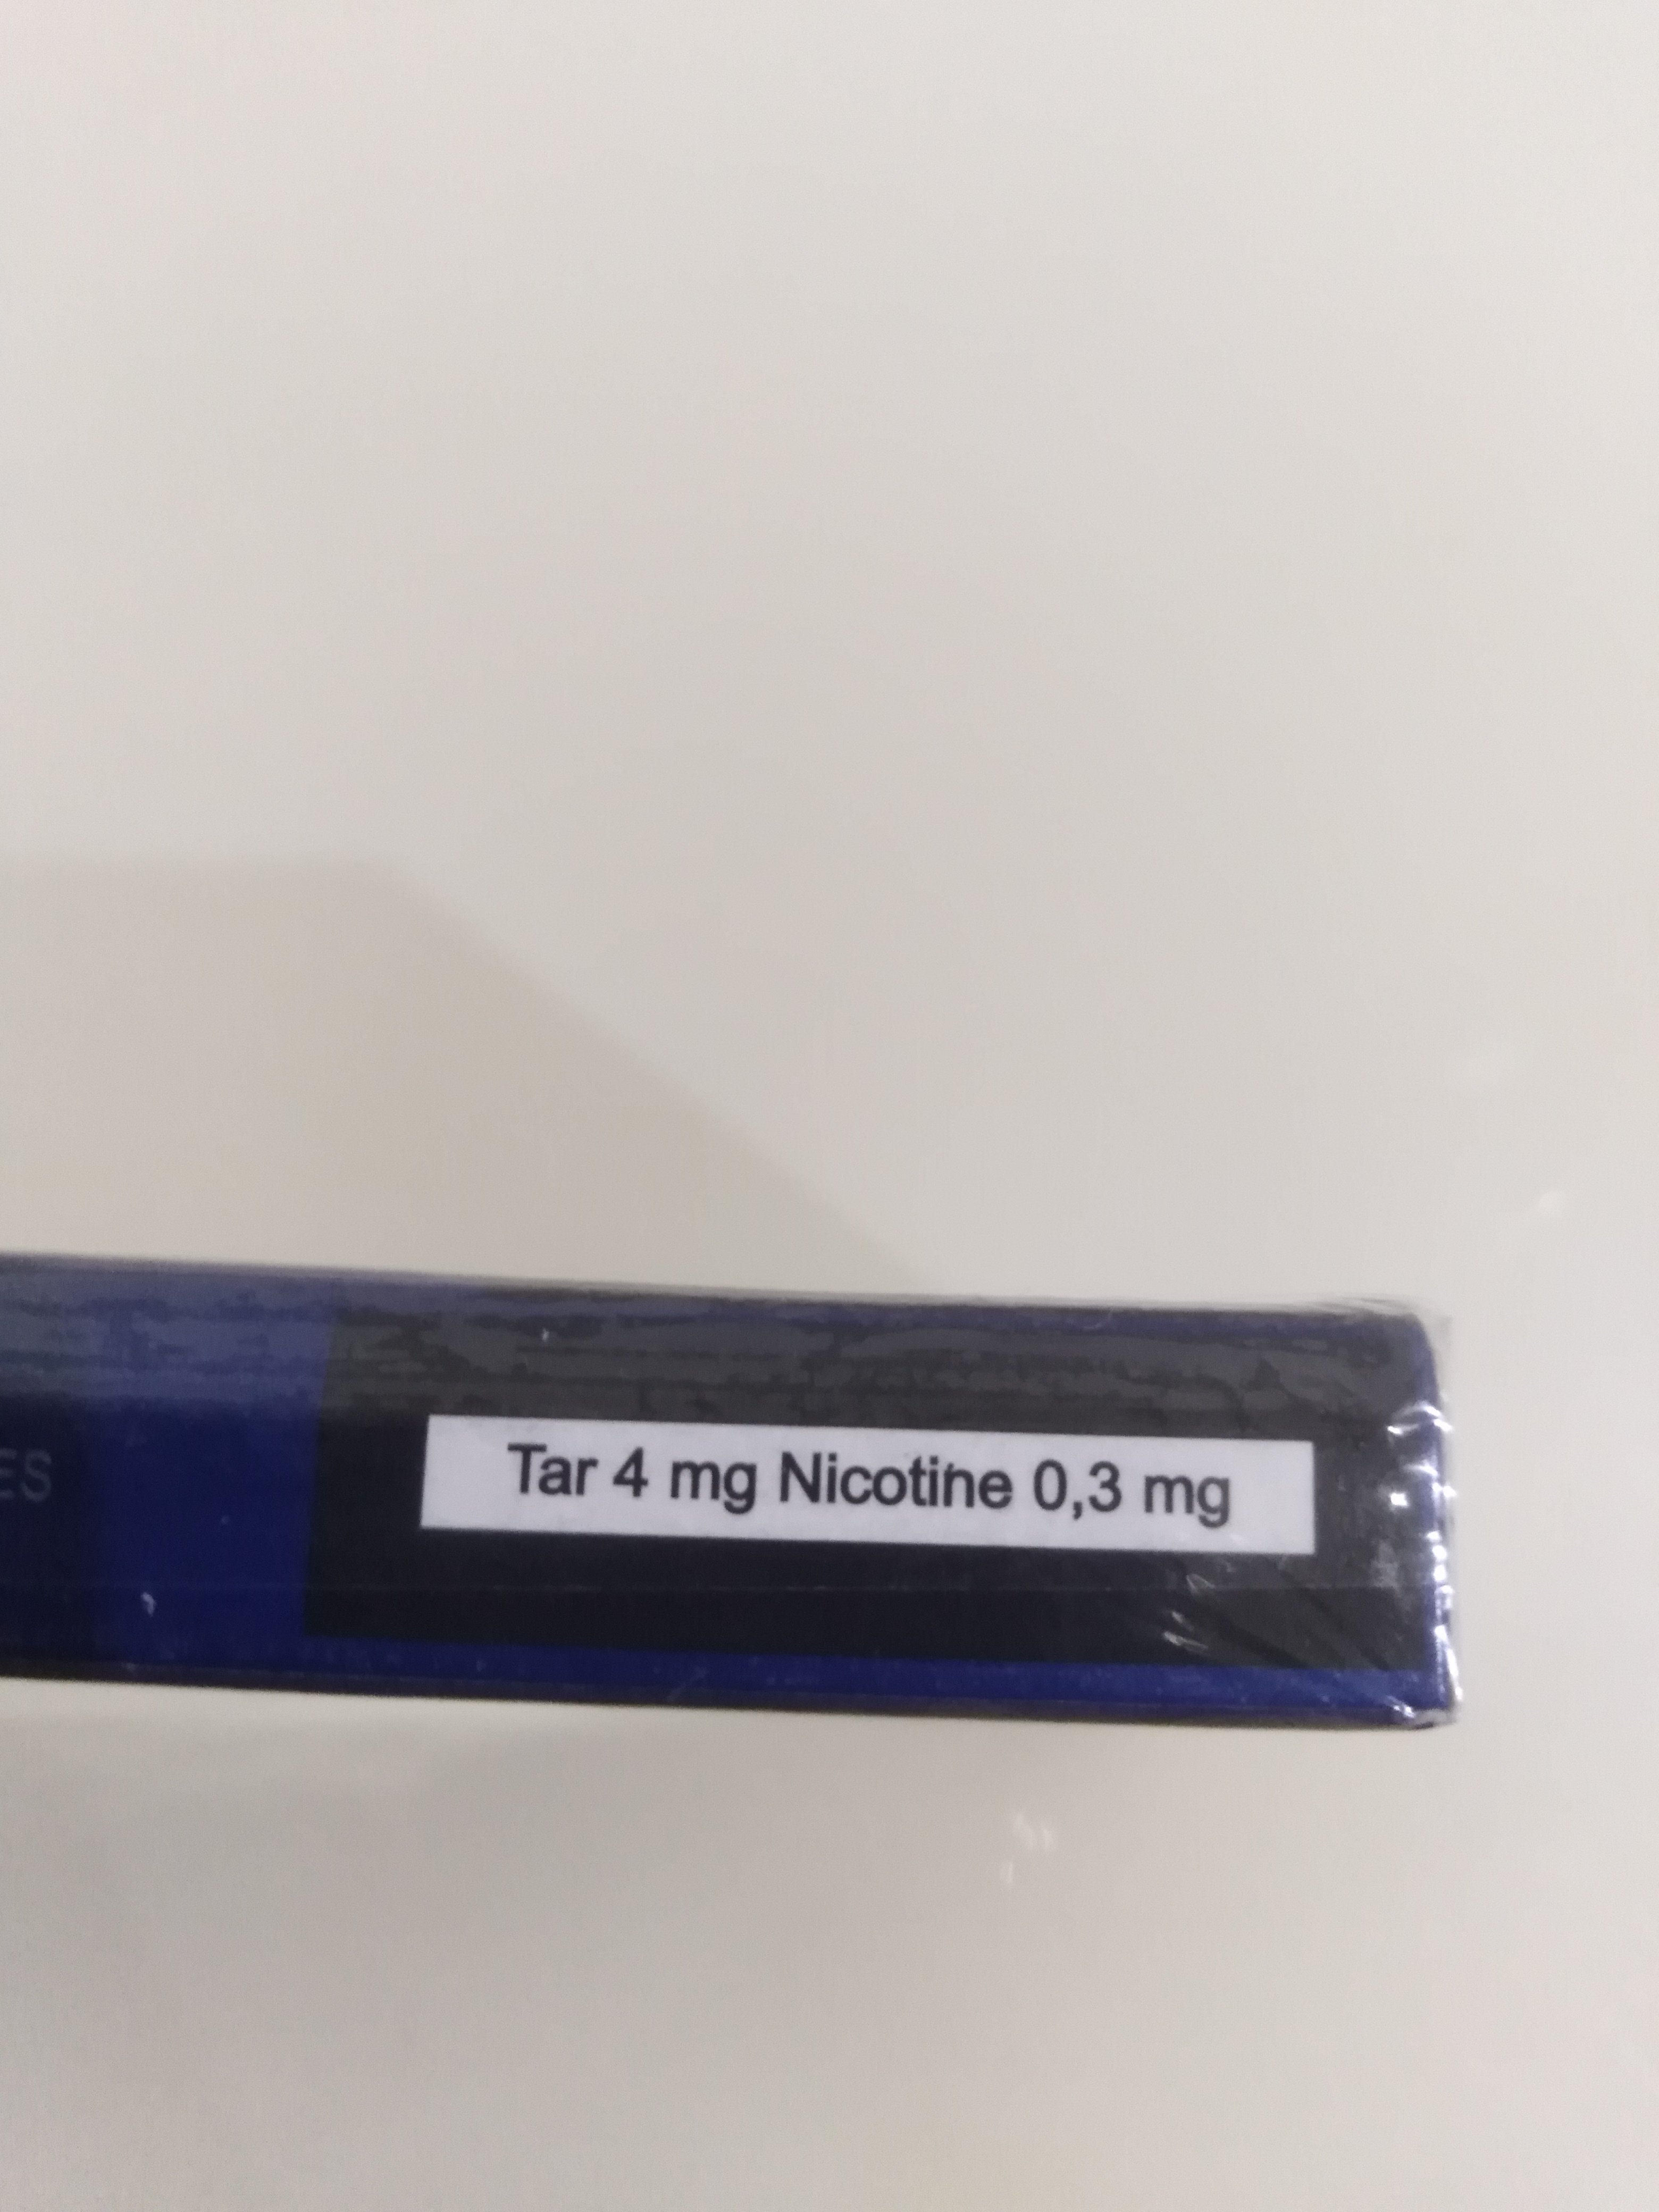 Tar 4 mg Nicotine 0,3 mg